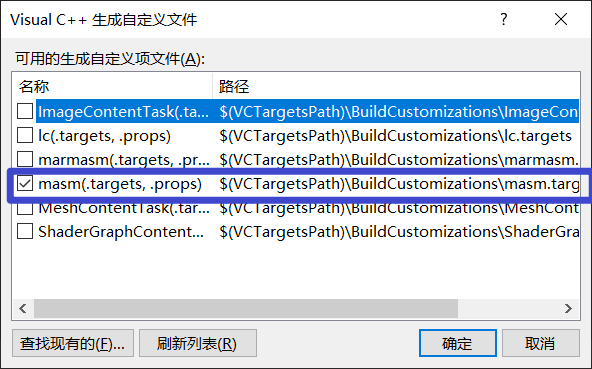 Visual C++ 生成自定义文件
可用的生成自定义项文件(A):
名称 路径
ImageContentTask(.ta... $(VCTargetsPath)\BuildCustomizations\ImageCon
lc(.targets, .props) $(VCTargetsPath)\BuildCustomizations\lc.targets
marmasm(.targets, .pr... $(VCTargetsPath)\BuildCustomizations\marmasm.
masm(.targets, .props) $(VCTargetsPath)\BuildCustomizations\masm.targ
MeshContentTask(.tar... $(VCTargetsPath)\BuildCustomizations\MeshCont
ShaderGraphContent... $(VCTargetsPath)\BuildCustomizations\ShaderGra
查找现有的(F)... 刷新列表(R) 确定 取消